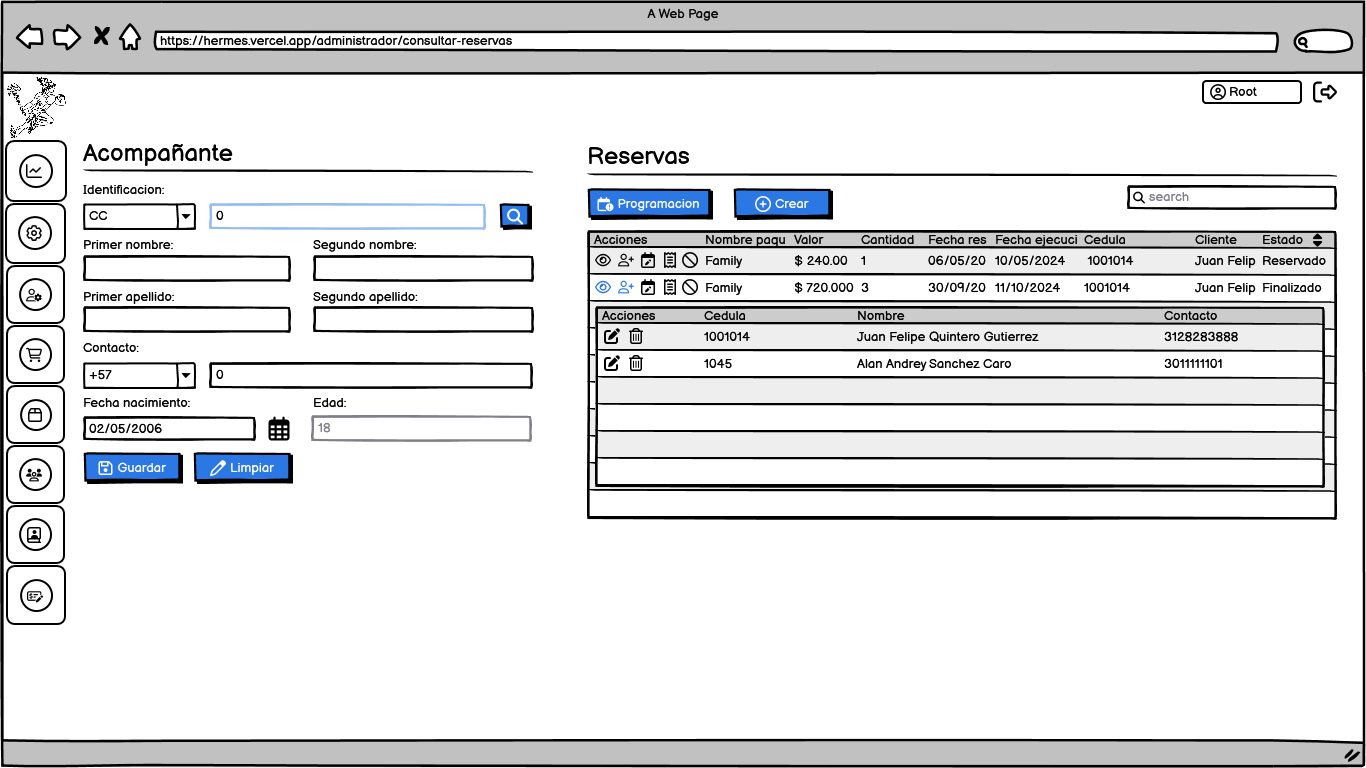 A Web Page
https://hermes.vercel.app/administrador/consultar-reservas
Root
Acompañante
Identificacion:
CC
0
Primer nombre:
Segundo nombre:
Primer apellido:
Segundo apellido:
Contacto:
+57
0
Fecha nacimiento:
Edad:
02/05/2006
18
Guardar
Limpiar
Reservas
Programacion
Crear
search
Acciones Nombre paqu Valor Cantidad Fecha res Fecha ejecuci Cedula Cliente Estado
Family $ 240.00 1 06/05/20 10/05/2024 1001014 Juan Felip Reservado
Family $ 720.000 3 30/09/20 11/10/2024 1001014 Juan Felip Finalizado
Acciones Cedula Nombre Contacto
1001014 Juan Felipe Quintero Gutierrez 3128283888
1045 Alan Andrey Sanchez Caro 3011111101